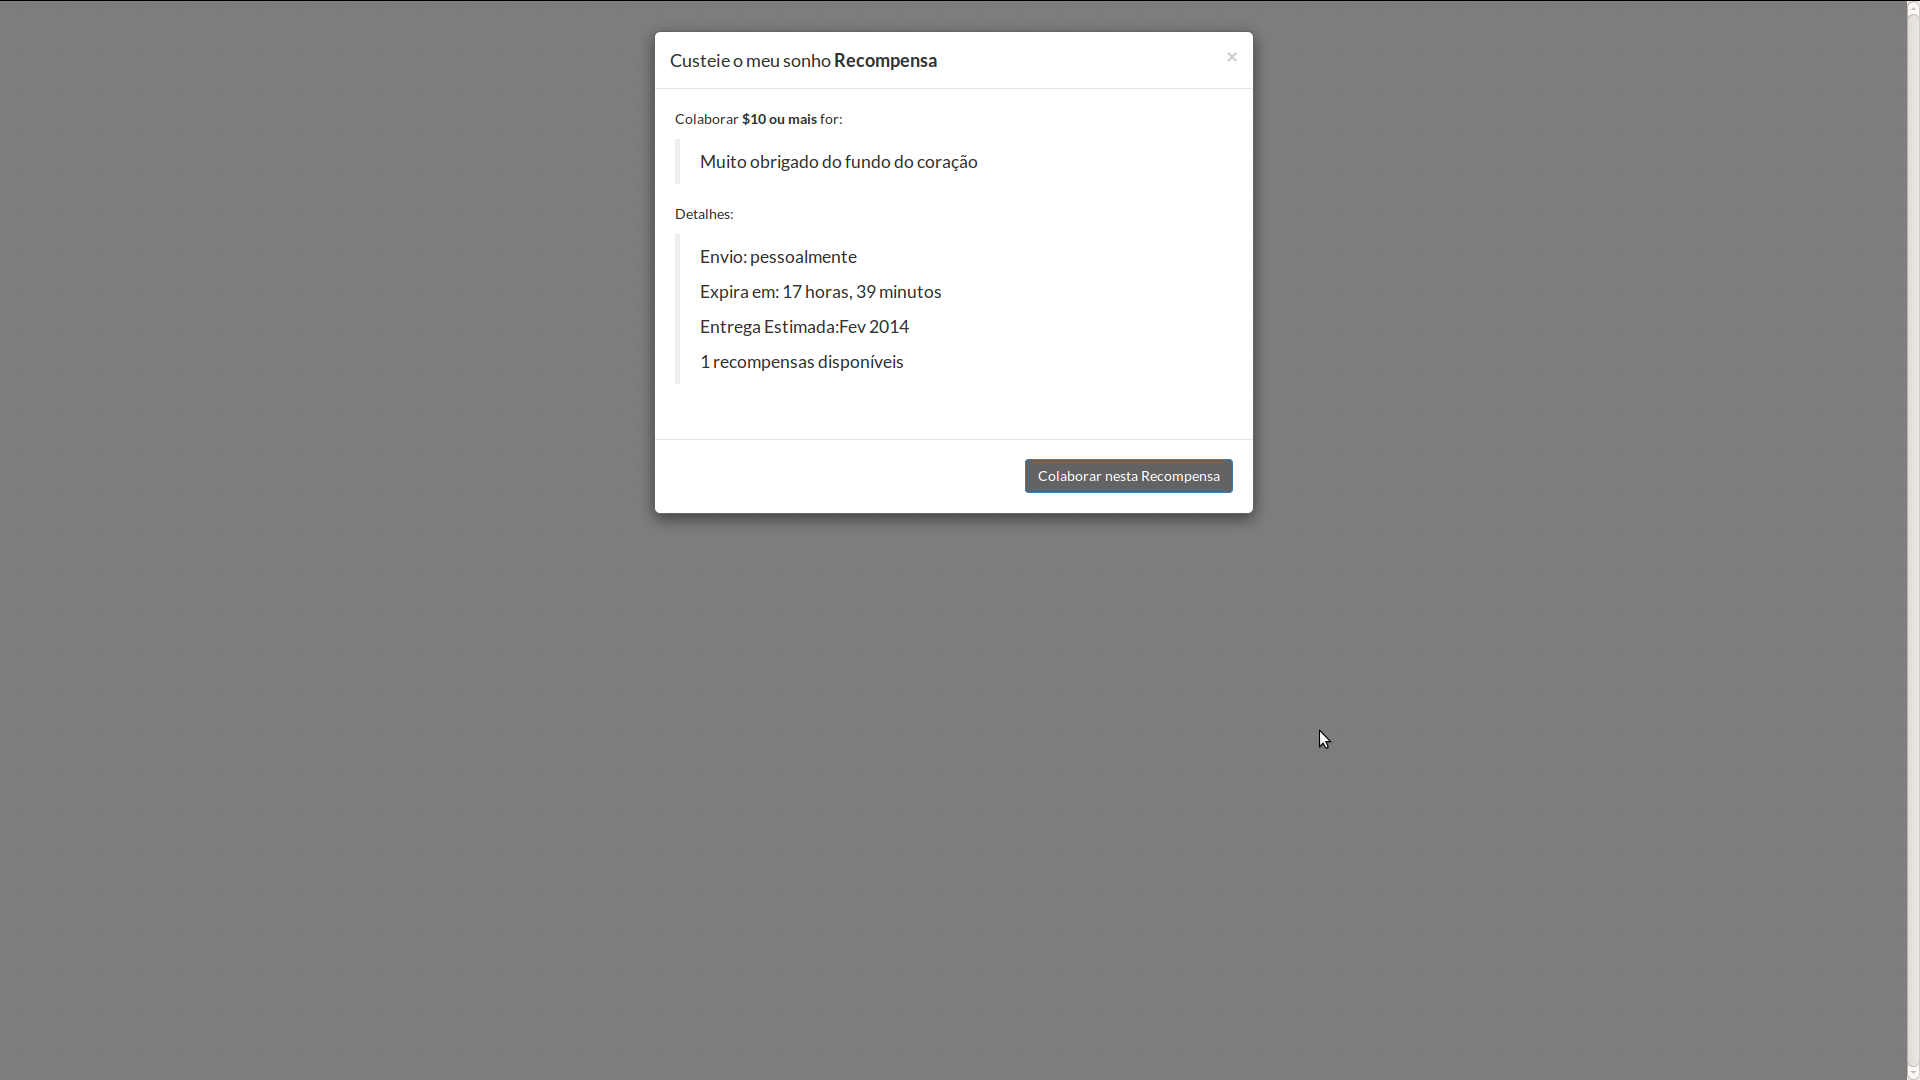 Custeie o meu sonho Recompensa
×
Colaborar $10 ou mais for:
Muito obrigado do fundo do coração
Detalhes:
Envio: pessoalmente
Expira em: 17 horas, 39 minutos
Entrega Estimada:Fev 2014
1 recompensas disponíveis
Colaborar nesta Recompensa